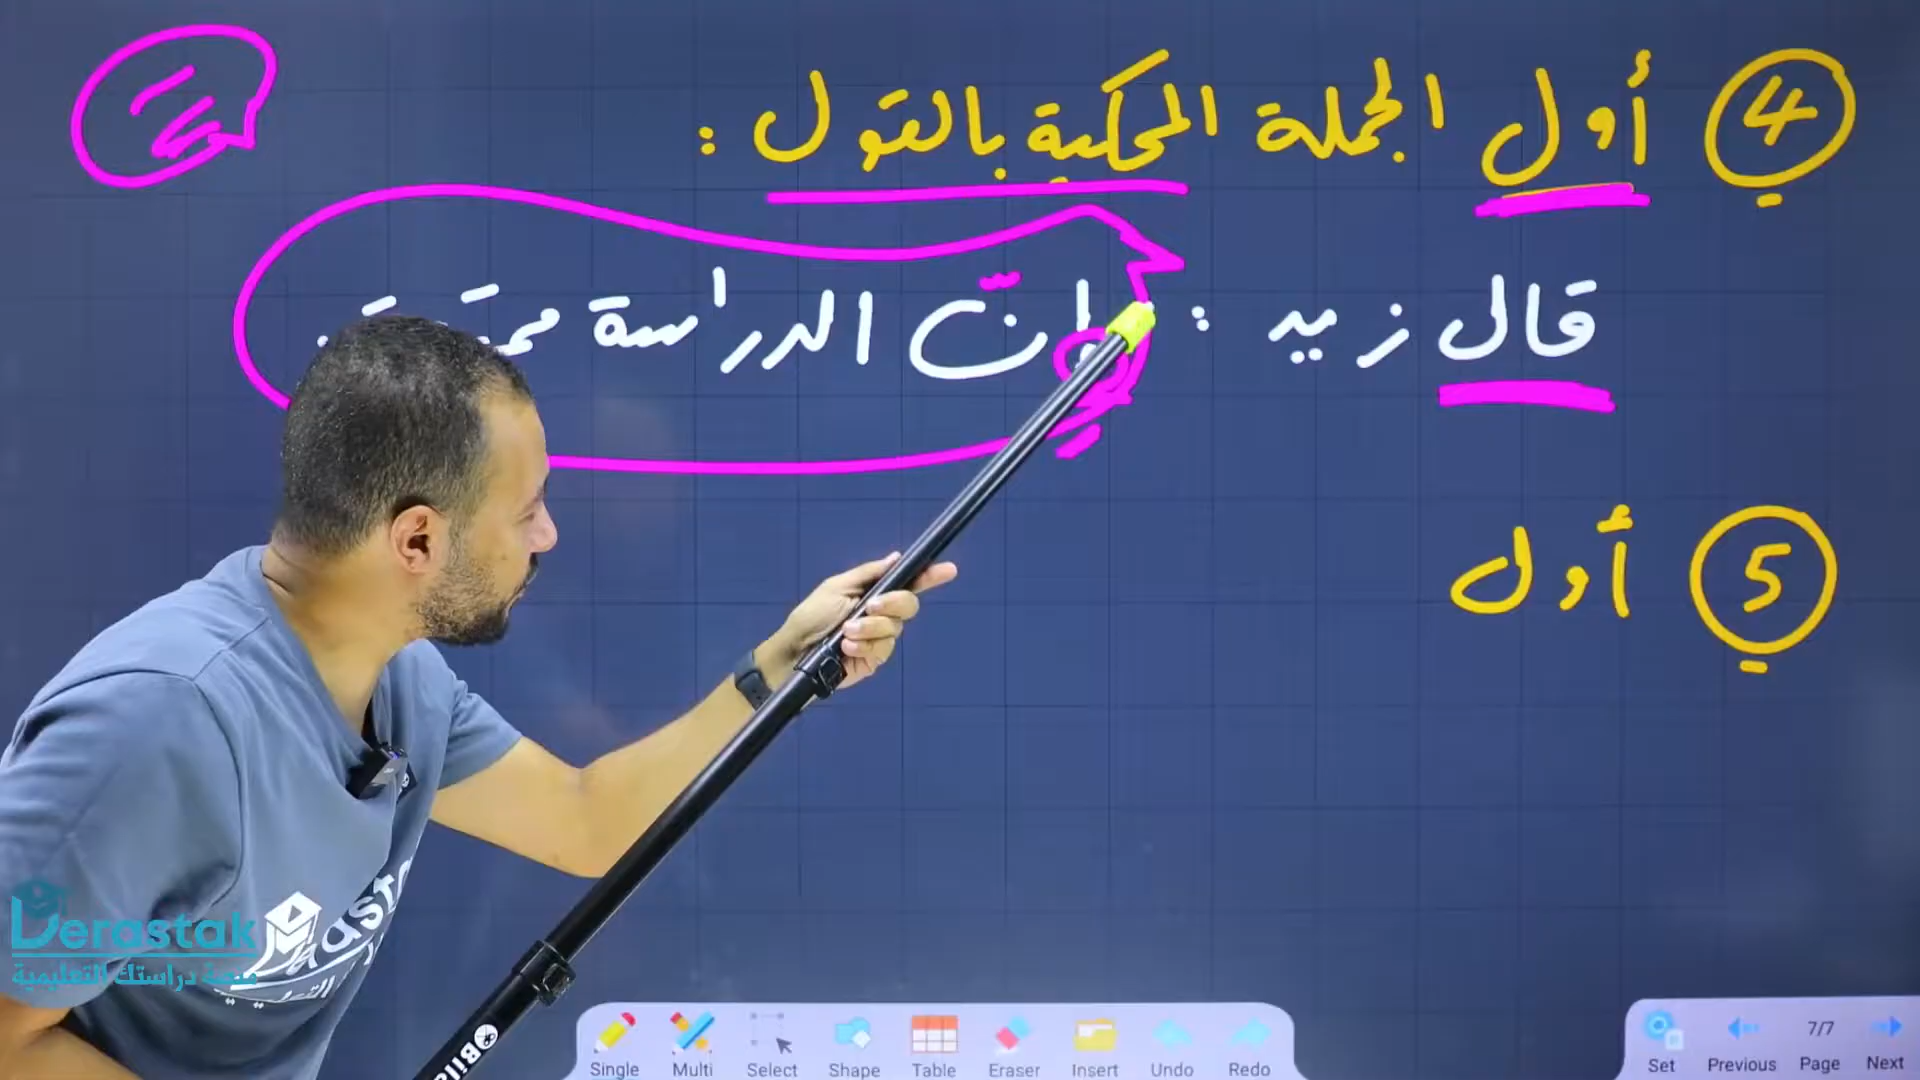 ④ أول الجملة المحكية بالقول :
قال زيد : إنّ الدراسة
⑤ أول
Derastak
منصة دراستك التعليمية
Single Multi Select Shape Table Eraser Insert Undo Redo
Set Previous 7/7 Page Next